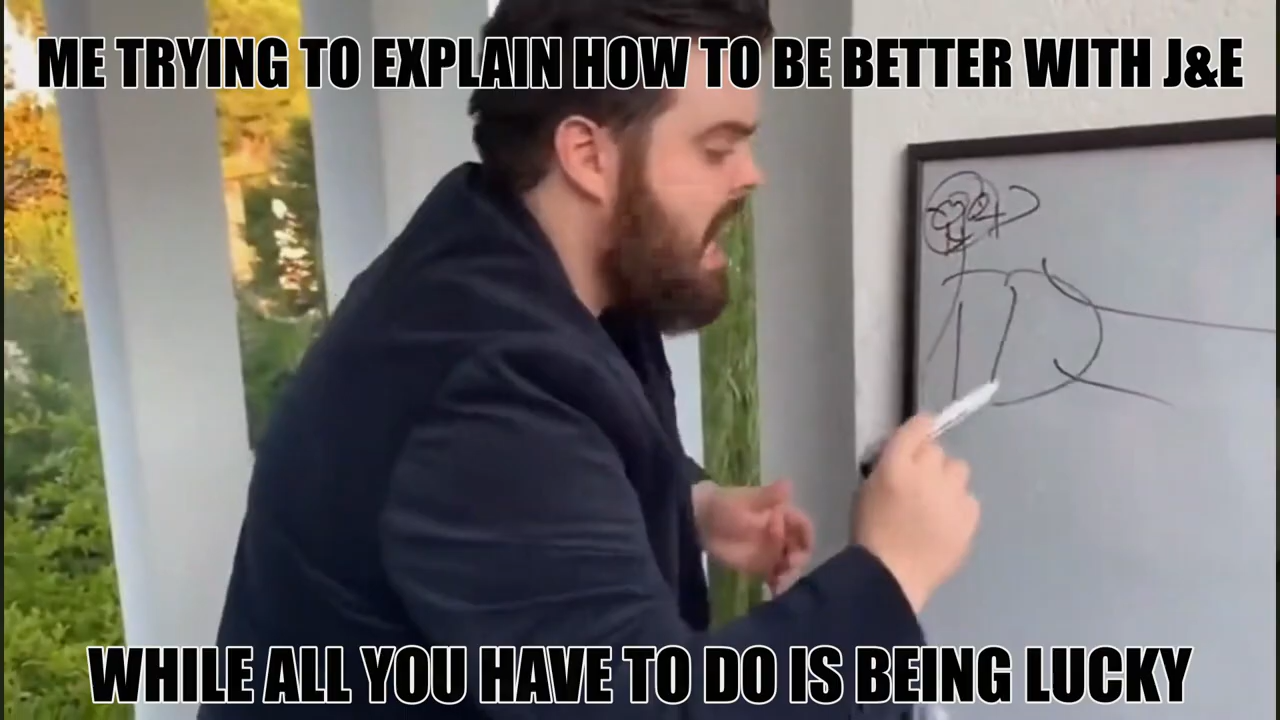 ME TRYING TO EXPLAIN HOW TO BE BETTER WITH J&E
WHILE ALL YOU HAVE TO DO IS BEING LUCKY